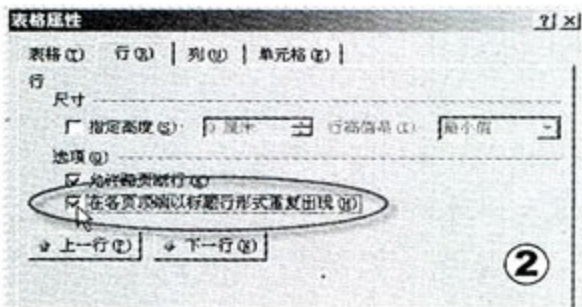 表格属性
表格(T) 行(R) 列(U) 单元格(E)
行
尺寸
指定高度(S): 0 厘米 行高值是(I): 最小值
选项(O)
允许跨页断行(K)
在各页顶端以标题行形式重复出现(H)
上一行(P) 下一行(N)
2